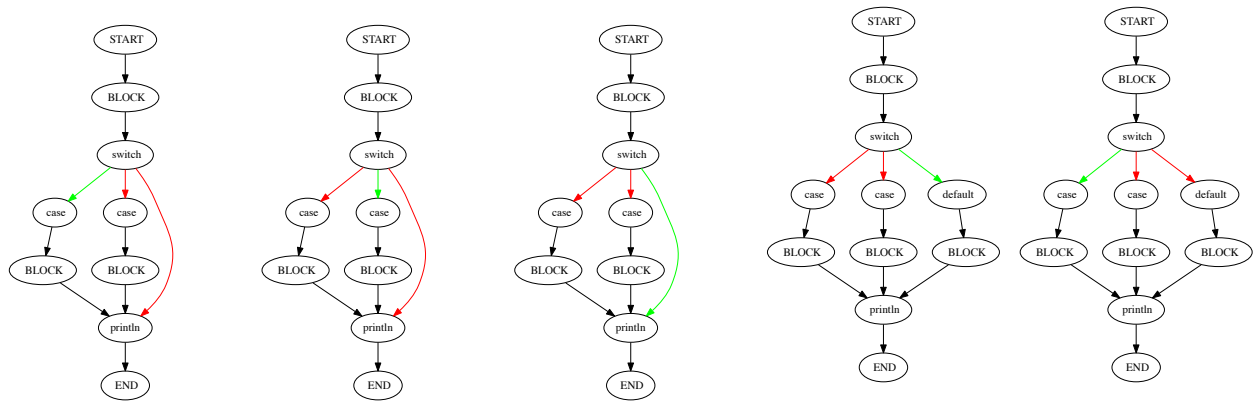 START
BLOCK
switch
case case
BLOCK BLOCK
println
END
START
BLOCK
switch
case case
BLOCK BLOCK
println
END
START
BLOCK
switch
case case
BLOCK BLOCK
println
END
START
BLOCK
switch
case case default
BLOCK BLOCK BLOCK
println
END
START
BLOCK
switch
case case default
BLOCK BLOCK BLOCK
println
END